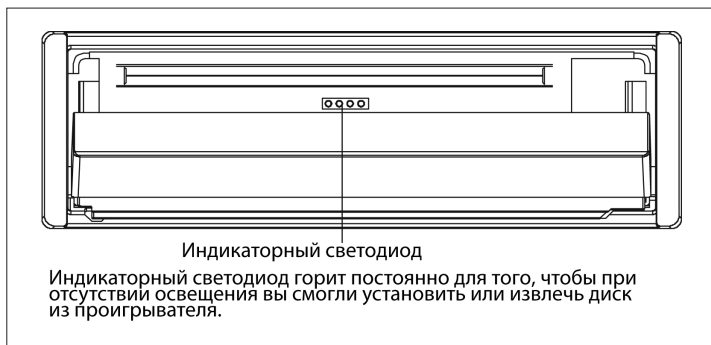 Индикаторный светодиод
Индикаторный светодиод горит постоянно для того, чтобы при
отсутствии освещения вы смогли установить или извлечь диск
из проигрывателя.